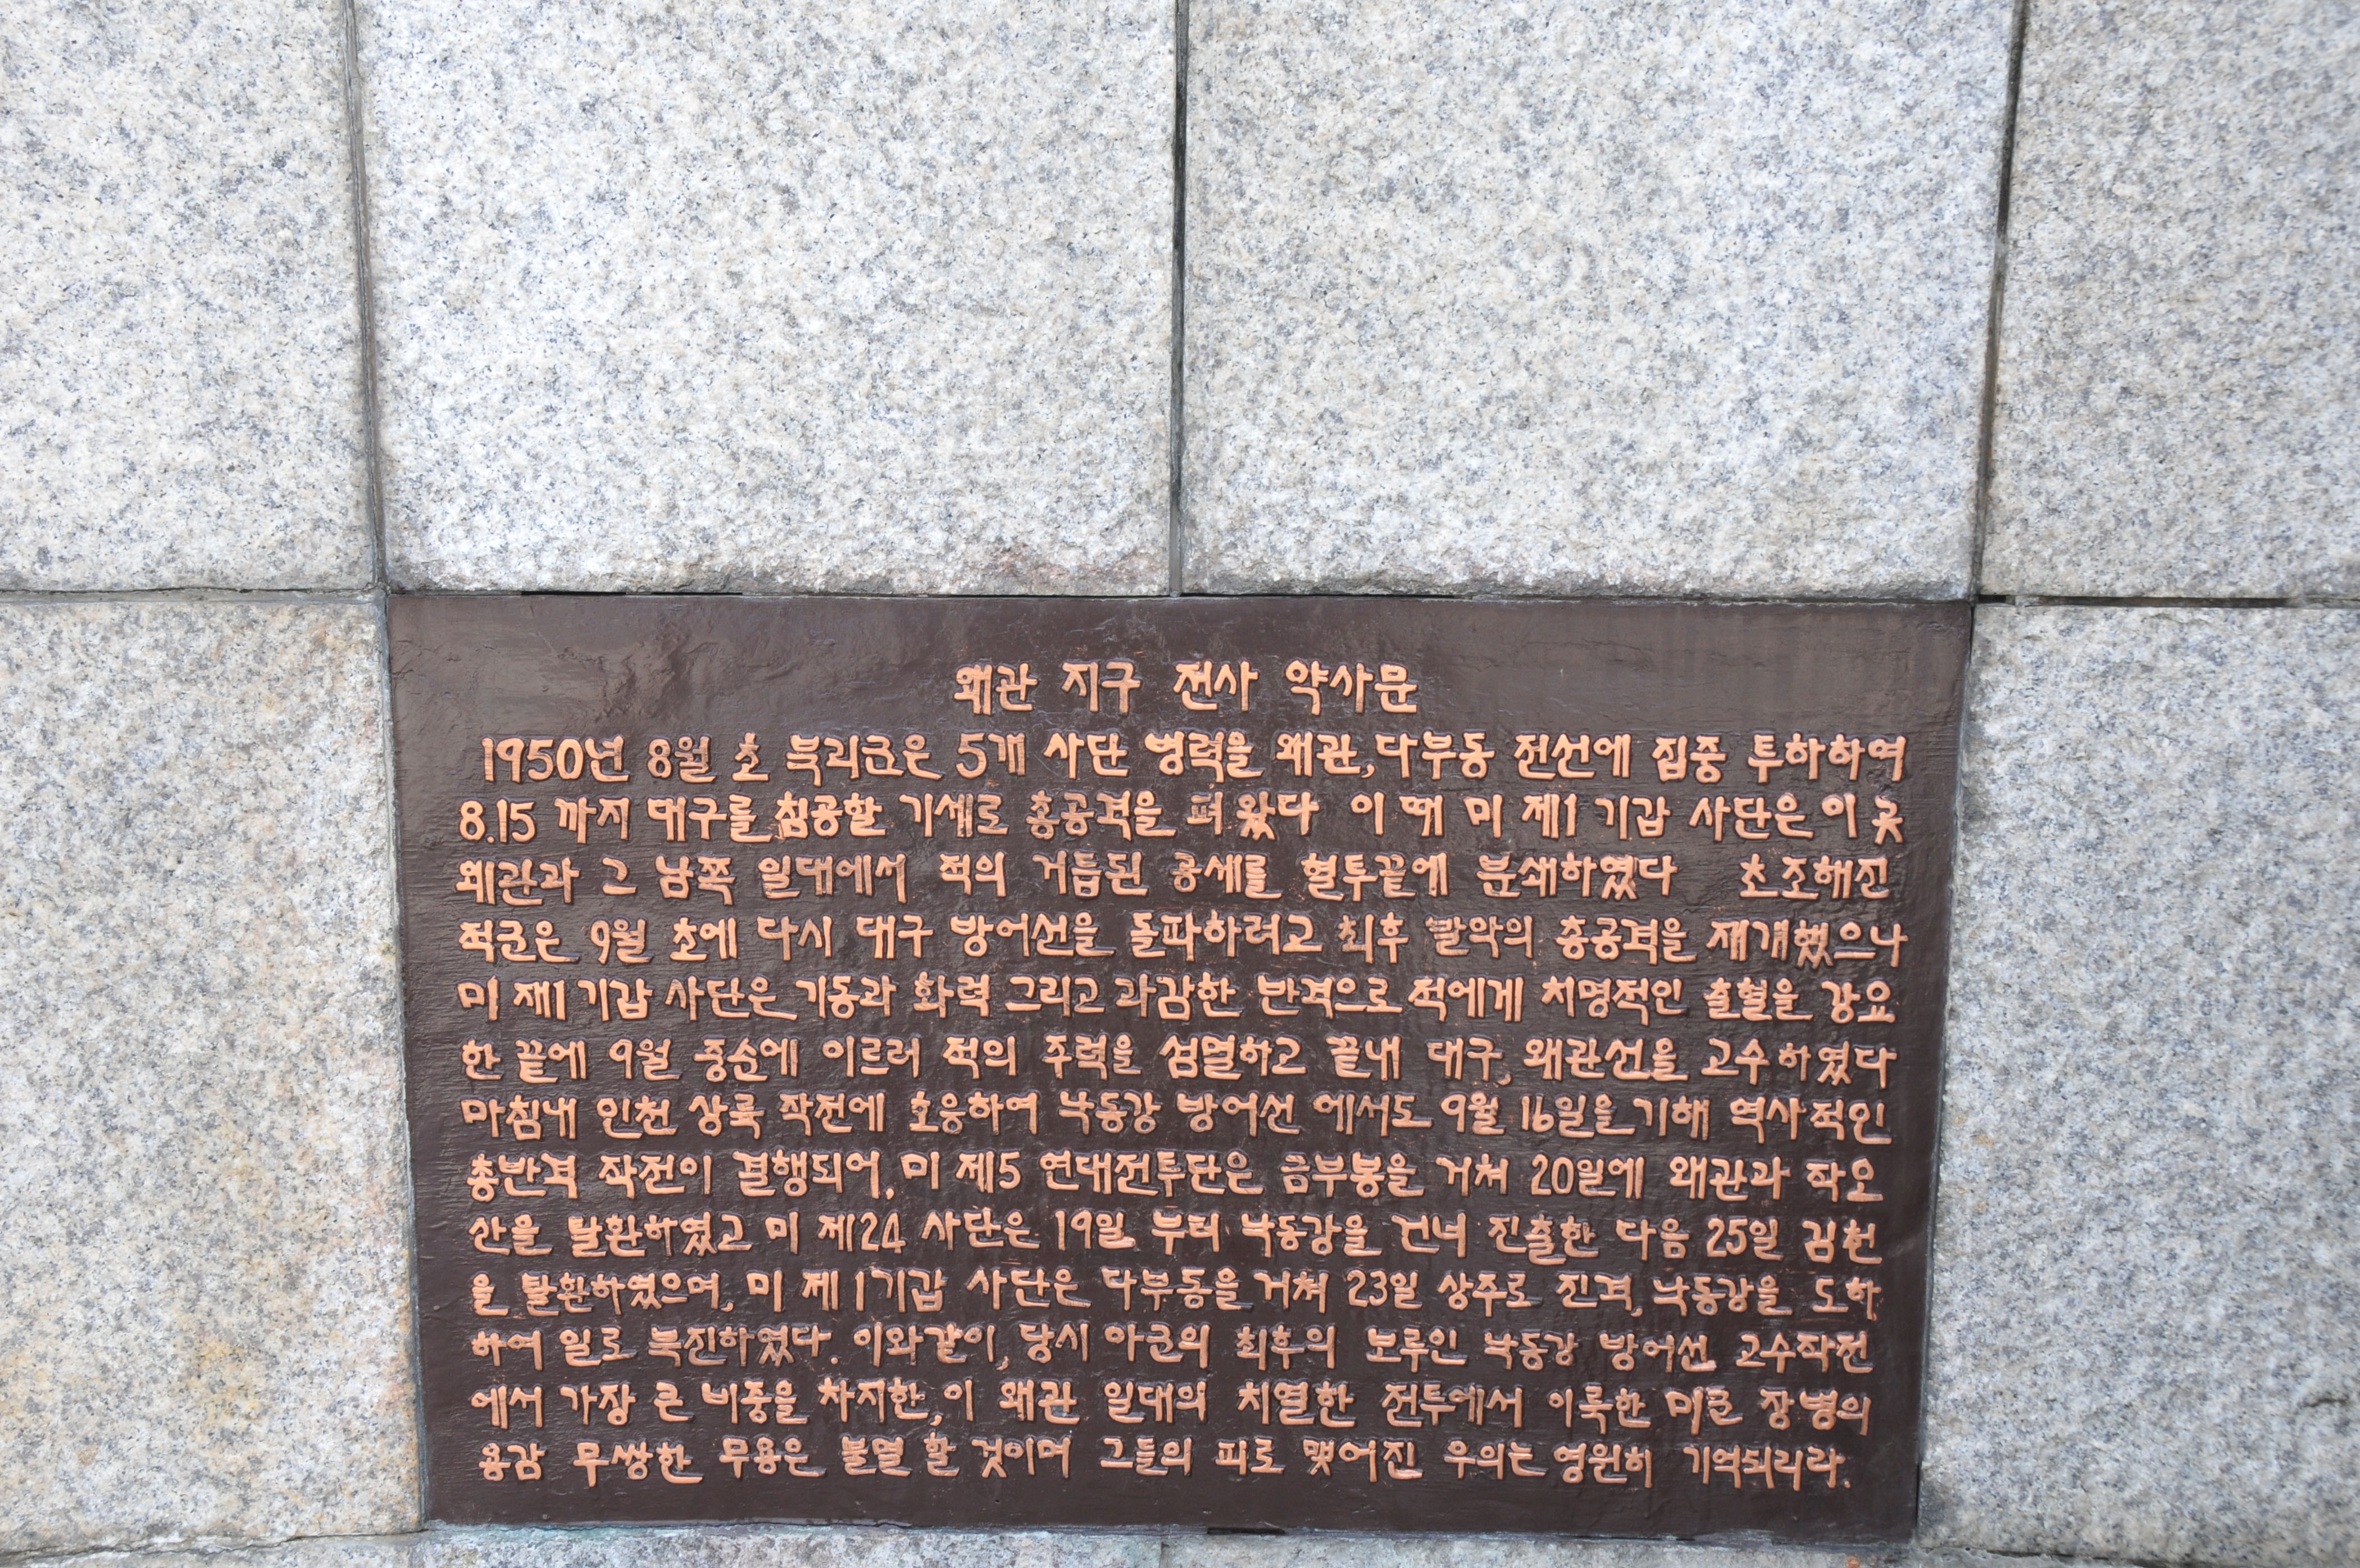 왜관 지구 전사 약사문
1950년 8월 초 북괴군은 5개 사단 병력을 왜관,다부동 전선에 집중 투하하여
8.15 까지 대구를 침공할 기세로 총공격을 펴 왔다 이 때 미 제1 기갑 사단은 이 곳
왜관과 그 남쪽 일대에서 적의 거듭된 공세를 혈투끝에 분쇄하였다 초조해진
적군은 9월 초에 다시 대구 방어선을 돌파하려고 최후 발악의 총공격을 재개했으나
미 제1 기갑 사단은 기동과 화력 그리고 과감한 반격으로 적에게 치명적인 출혈을 강요
한 끝에 9월 중순에 이르러 적의 주력을 섬멸하고 끝내 대구, 왜관선을 고수하였다
마침내 인천 상륙 작전에 호응하여 낙동강 방어선 에서도 9월 16일을 기해 역사적인
총반격 작전이 결행되어, 미 제5 연대전투단은 금무봉을 거쳐 20일에 왜관과 작오
산을 탈환하였고 미 제24 사단은 19일 부터 낙동강을 건너 진출한 다음 25일 김천
을 탈환하였으며, 미 제 1기갑 사단은 다부동을 거쳐 23일 상주로 진격, 낙동강을 도하
하여 일로 북진하였다. 이와같이, 당시 아군의 최후의 보루인 낙동강 방어선 고수작전
에서 가장 큰 비중을 차지한, 이 왜관 일대의 치열한 전투에서 이룩한 미군 장병의
용감 무쌍한 무용은 불멸 할 것이며 그들의 피로 맺어진 우의는 영원히 기억되리라.